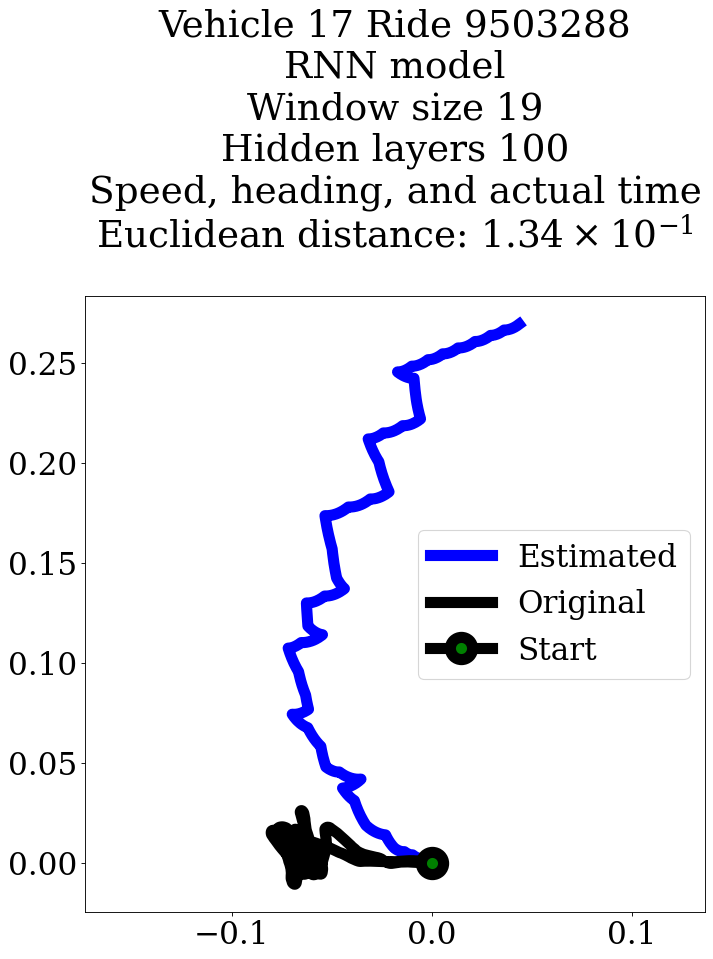 Vehicle 17 Ride 9503288
RNN model
Window size 19
Hidden layers 100
Speed, heading, and actual time
Euclidean distance: 1.34 × 10⁻¹
0.25
0.20
0.15
0.10
0.05
0.00
Estimated
Original
Start
−0.1
0.0
0.1